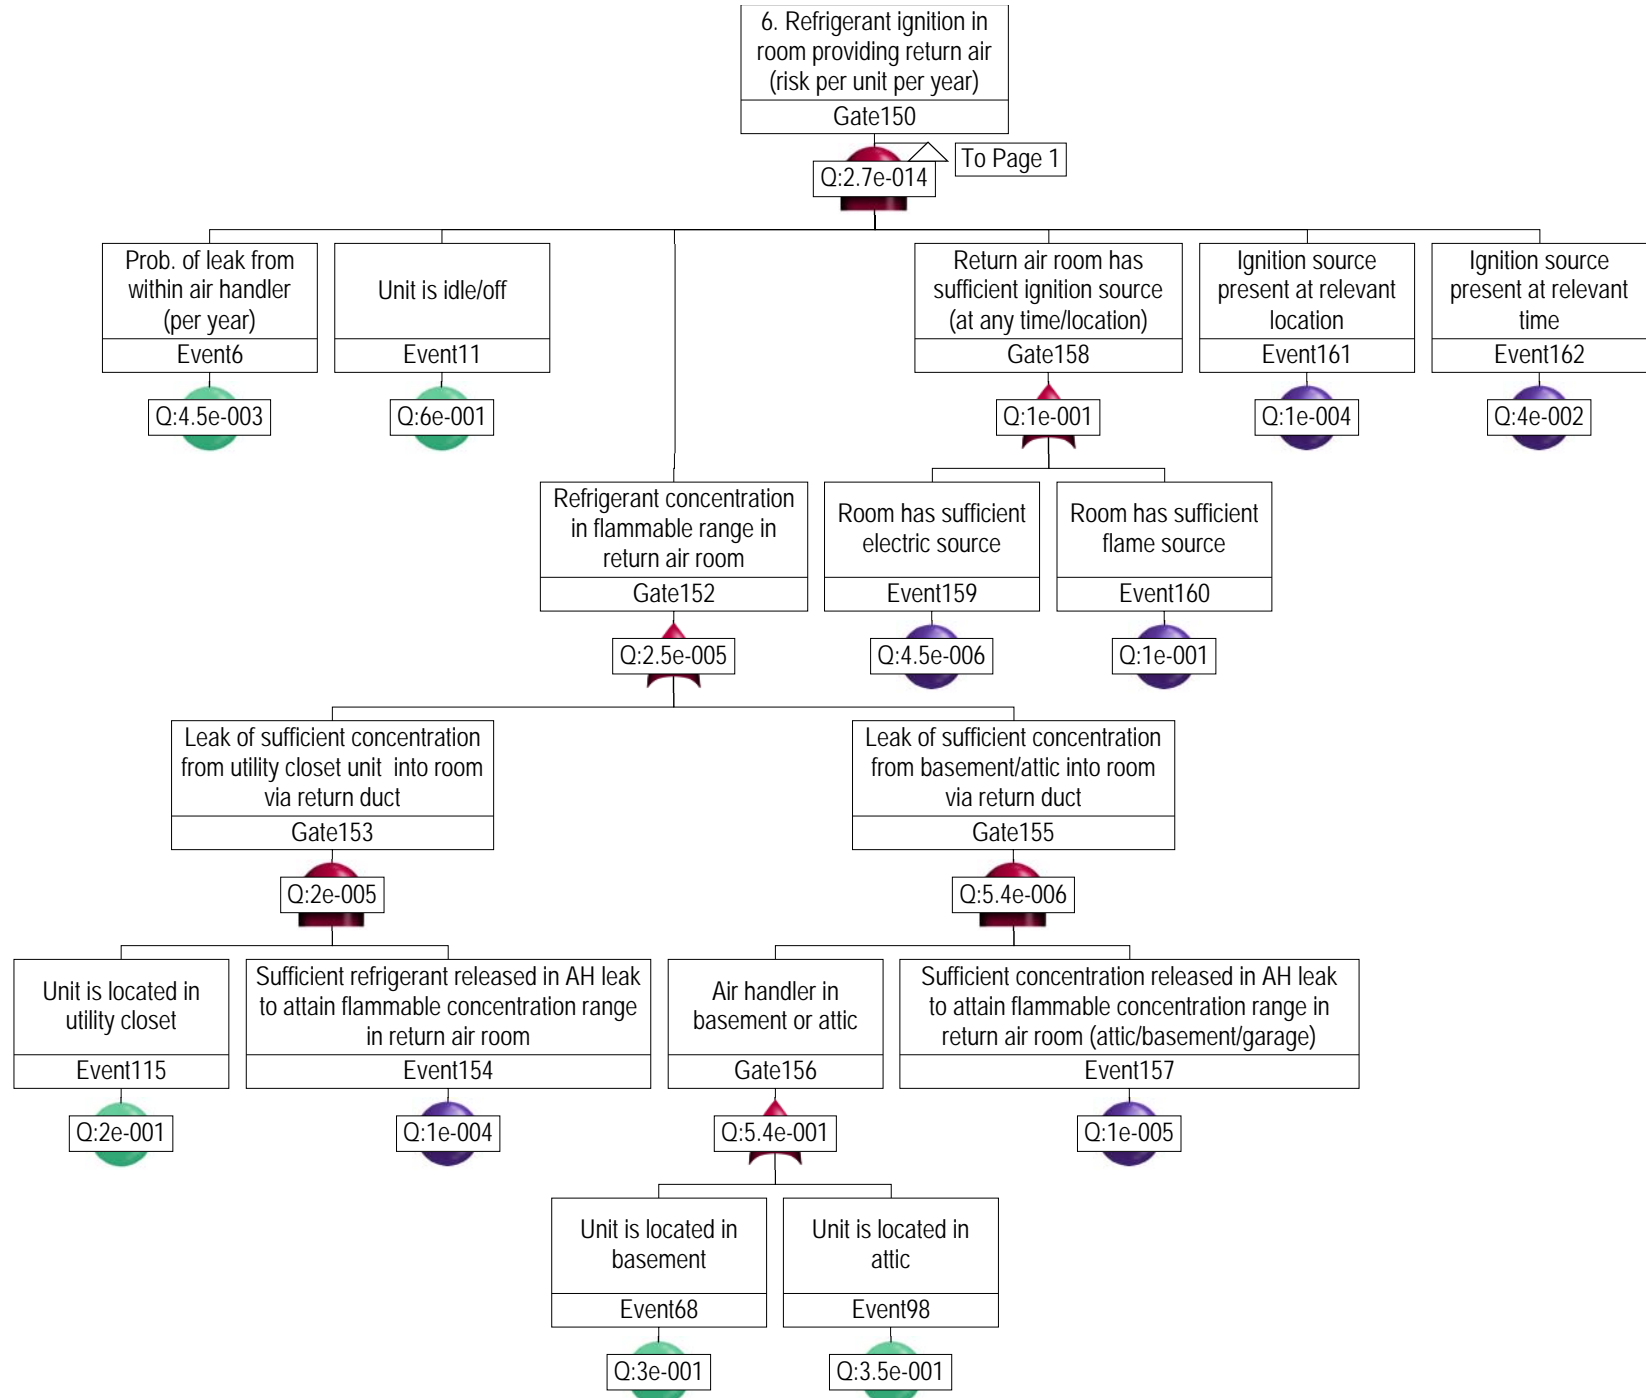 6. Refrigerant ignition in
room providing return air
(risk per unit per year)
Gate150
To Page 1
Q:2.7e-014
Prob. of leak from
within air handler
(per year)
Event6
Q:4.5e-003
Unit is idle/off
Event11
Q:6e-001
Return air room has
sufficient ignition source
(at any time/location)
Gate158
Q:1e-001
Ignition source
present at relevant
location
Event161
Q:1e-004
Ignition source
present at relevant
time
Event162
Q:4e-002
Refrigerant concentration
in flammable range in
return air room
Gate152
Q:2.5e-005
Room has sufficient
electric source
Event159
Q:4.5e-006
Room has sufficient
flame source
Event160
Q:1e-001
Leak of sufficient concentration
from utility closet unit into room
via return duct
Gate153
Q:2e-005
Leak of sufficient concentration
from basement/attic into room
via return duct
Gate155
Q:5.4e-006
Unit is located in
utility closet
Event115
Q:2e-001
Sufficient refrigerant released in AH leak
to attain flammable concentration range
in return air room
Event154
Q:1e-004
Air handler in
basement or attic
Gate156
Q:5.4e-001
Sufficient concentration released in AH leak
to attain flammable concentration range in
return air room (attic/basement/garage)
Event157
Q:1e-005
Unit is located in
basement
Event68
Q:3e-001
Unit is located in
attic
Event98
Q:3.5e-001